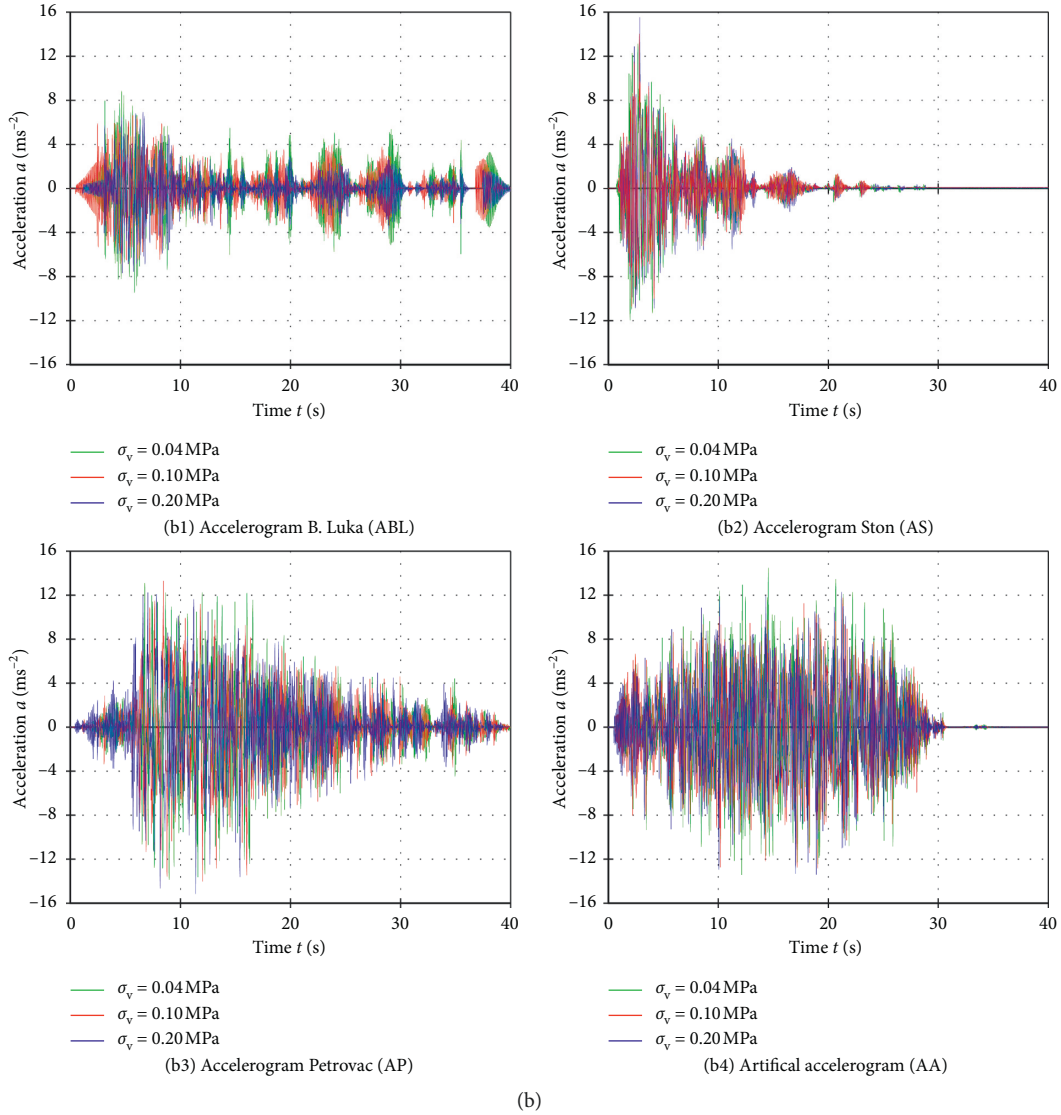 16
12
8
4
0
−4
−8
−12
−16
Acceleration a (ms−2)
0 10 20 30 40
Time t (s)
σv = 0.04 MPa
σv = 0.10 MPa
σv = 0.20 MPa
(b1) Accelerogram B. Luka (ABL)
16
12
8
4
0
−4
−8
−12
−16
Acceleration a (ms−2)
0 10 20 30 40
Time t (s)
σv = 0.04 MPa
σv = 0.10 MPa
σv = 0.20 MPa
(b2) Accelerogram Ston (AS)
16
12
8
4
0
−4
−8
−12
−16
Acceleration a (ms−2)
0 10 20 30 40
Time t (s)
σv = 0.04 MPa
σv = 0.10 MPa
σv = 0.20 MPa
(b3) Accelerogram Petrovac (AP)
16
12
8
4
0
−4
−8
−12
−16
Acceleration a (ms−2)
0 10 20 30 40
Time t (s)
σv = 0.04 MPa
σv = 0.10 MPa
σv = 0.20 MPa
(b4) Artifical accelerogram (AA)
(b)